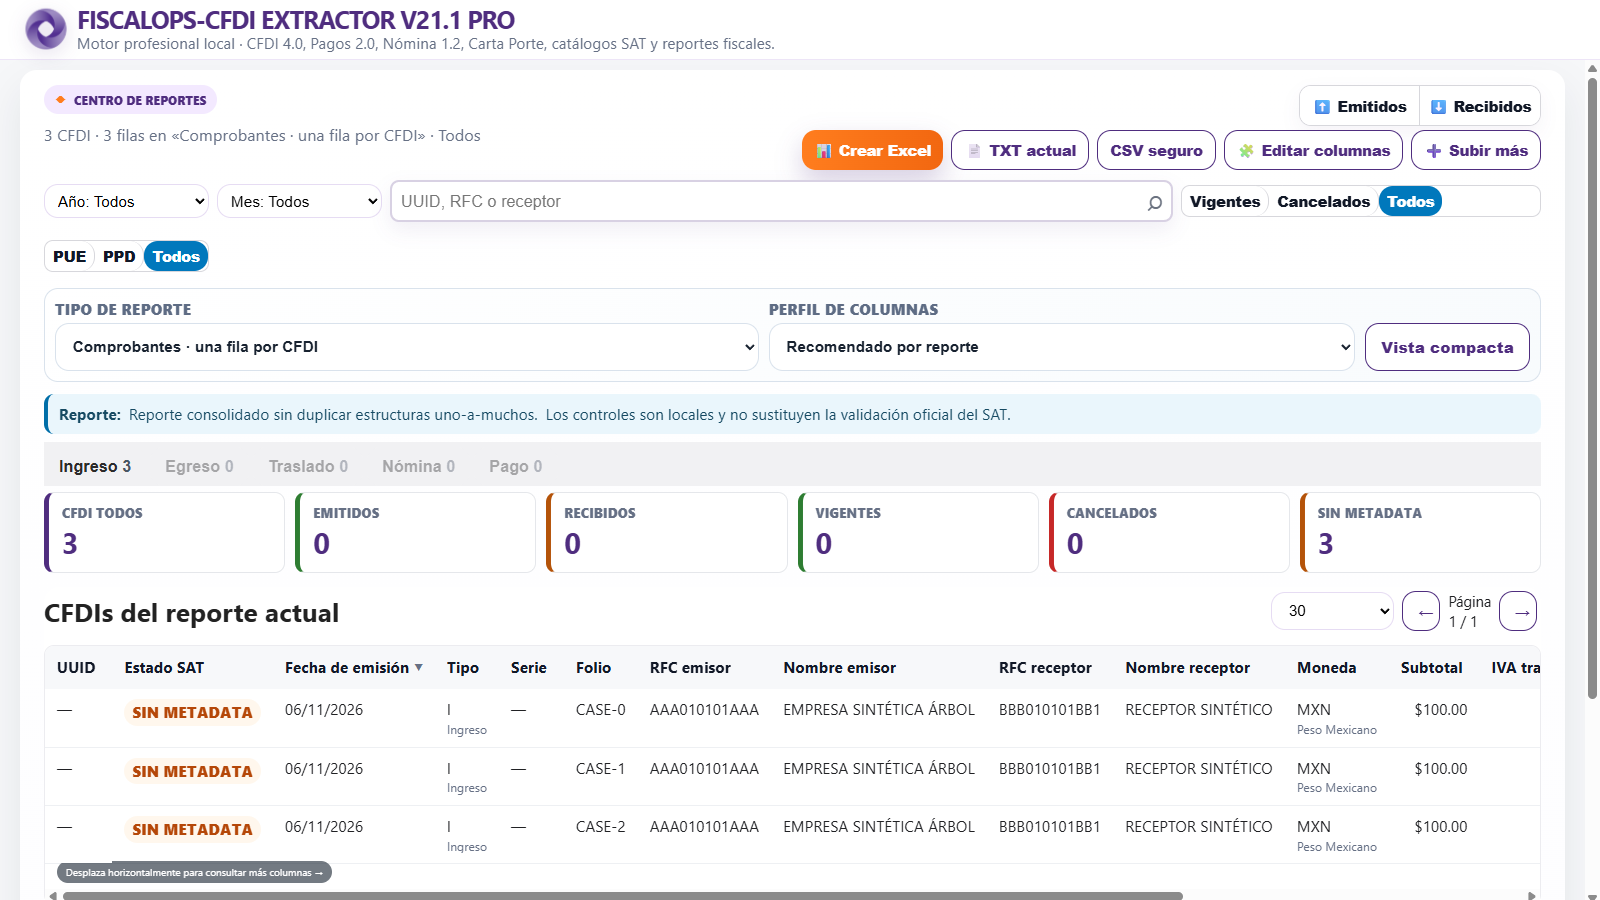 FISCALOPS-CFDI EXTRACTOR V21.1 PRO
Motor profesional local · CFDI 4.0, Pagos 2.0, Nómina 1.2, Carta Porte, catálogos SAT y reportes fiscales.
CENTRO DE REPORTES
Emitidos Recibidos
3 CFDI · 3 filas en «Comprobantes · una fila por CFDI» · Todos
Crear Excel TXT actual CSV seguro Editar columnas Subir más
Año: Todos Mes: Todos UUID, RFC o receptor Vigentes Cancelados Todos
PUE PPD Todos
TIPO DE REPORTE PERFIL DE COLUMNAS
Comprobantes · una fila por CFDI Recomendado por reporte Vista compacta
Reporte: Reporte consolidado sin duplicar estructuras uno-a-muchos. Los controles son locales y no sustituyen la validación oficial del SAT.
Ingreso 3 Egreso 0 Traslado 0 Nómina 0 Pago 0
CFDI TODOS EMITIDOS RECIBIDOS VIGENTES CANCELADOS SIN METADATA
3 0 0 0 0 3
CFDIs del reporte actual 30 ← Página 1 / 1 →
UUID Estado SAT Fecha de emisión ▼ Tipo Serie Folio RFC emisor Nombre emisor RFC receptor Nombre receptor Moneda Subtotal IVA tra
— SIN METADATA 06/11/2026 I — CASE-0 AAA010101AAA EMPRESA SINTÉTICA ÁRBOL BBB010101BB1 RECEPTOR SINTÉTICO MXN $100.00
Ingreso Peso Mexicano
— SIN METADATA 06/11/2026 I — CASE-1 AAA010101AAA EMPRESA SINTÉTICA ÁRBOL BBB010101BB1 RECEPTOR SINTÉTICO MXN $100.00
Ingreso Peso Mexicano
— SIN METADATA 06/11/2026 I — CASE-2 AAA010101AAA EMPRESA SINTÉTICA ÁRBOL BBB010101BB1 RECEPTOR SINTÉTICO MXN $100.00
Ingreso Peso Mexicano
Desplaza horizontalmente para consultar más columnas →